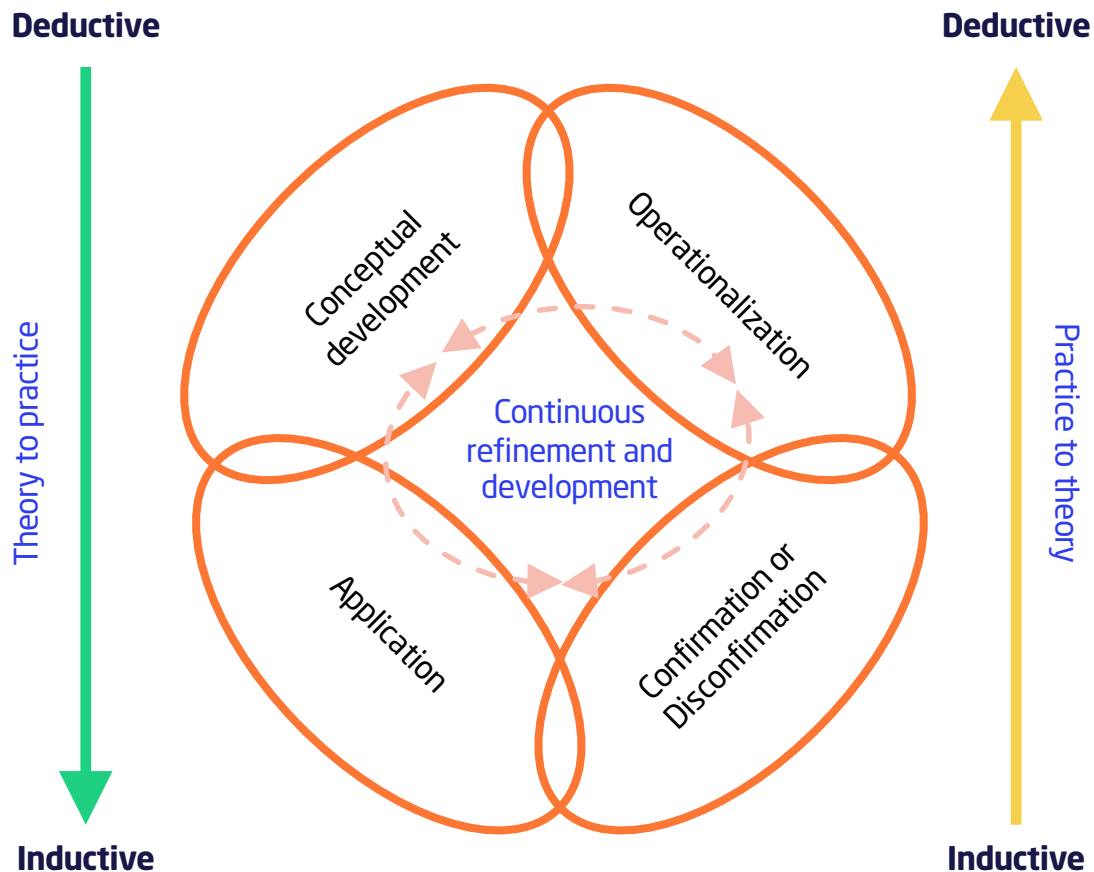 Deductive
Deductive
Conceptual
development
Operationalization
Theory to practice
Continuous
refinement and
development
Practice to theory
Application
Confirmation or
Disconfirmation
Inductive
Inductive